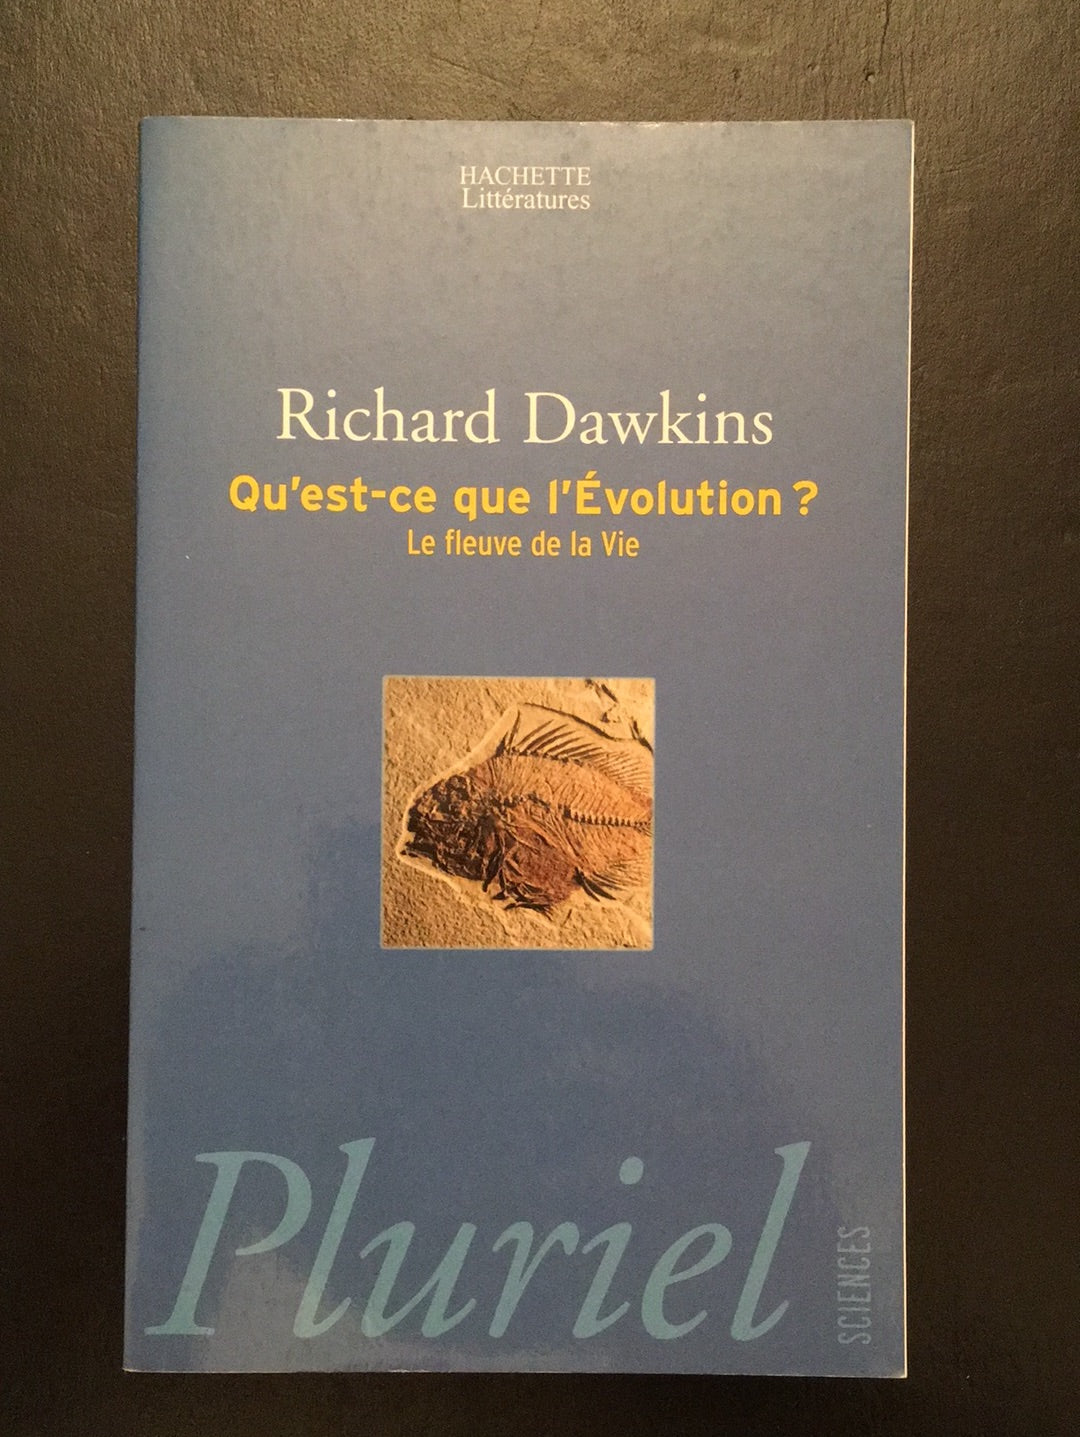 HACHETTE
Littératures
Richard Dawkins
Qu'est-ce que l'Évolution ?
Le fleuve de la Vie
Pluriel
SCIENCES